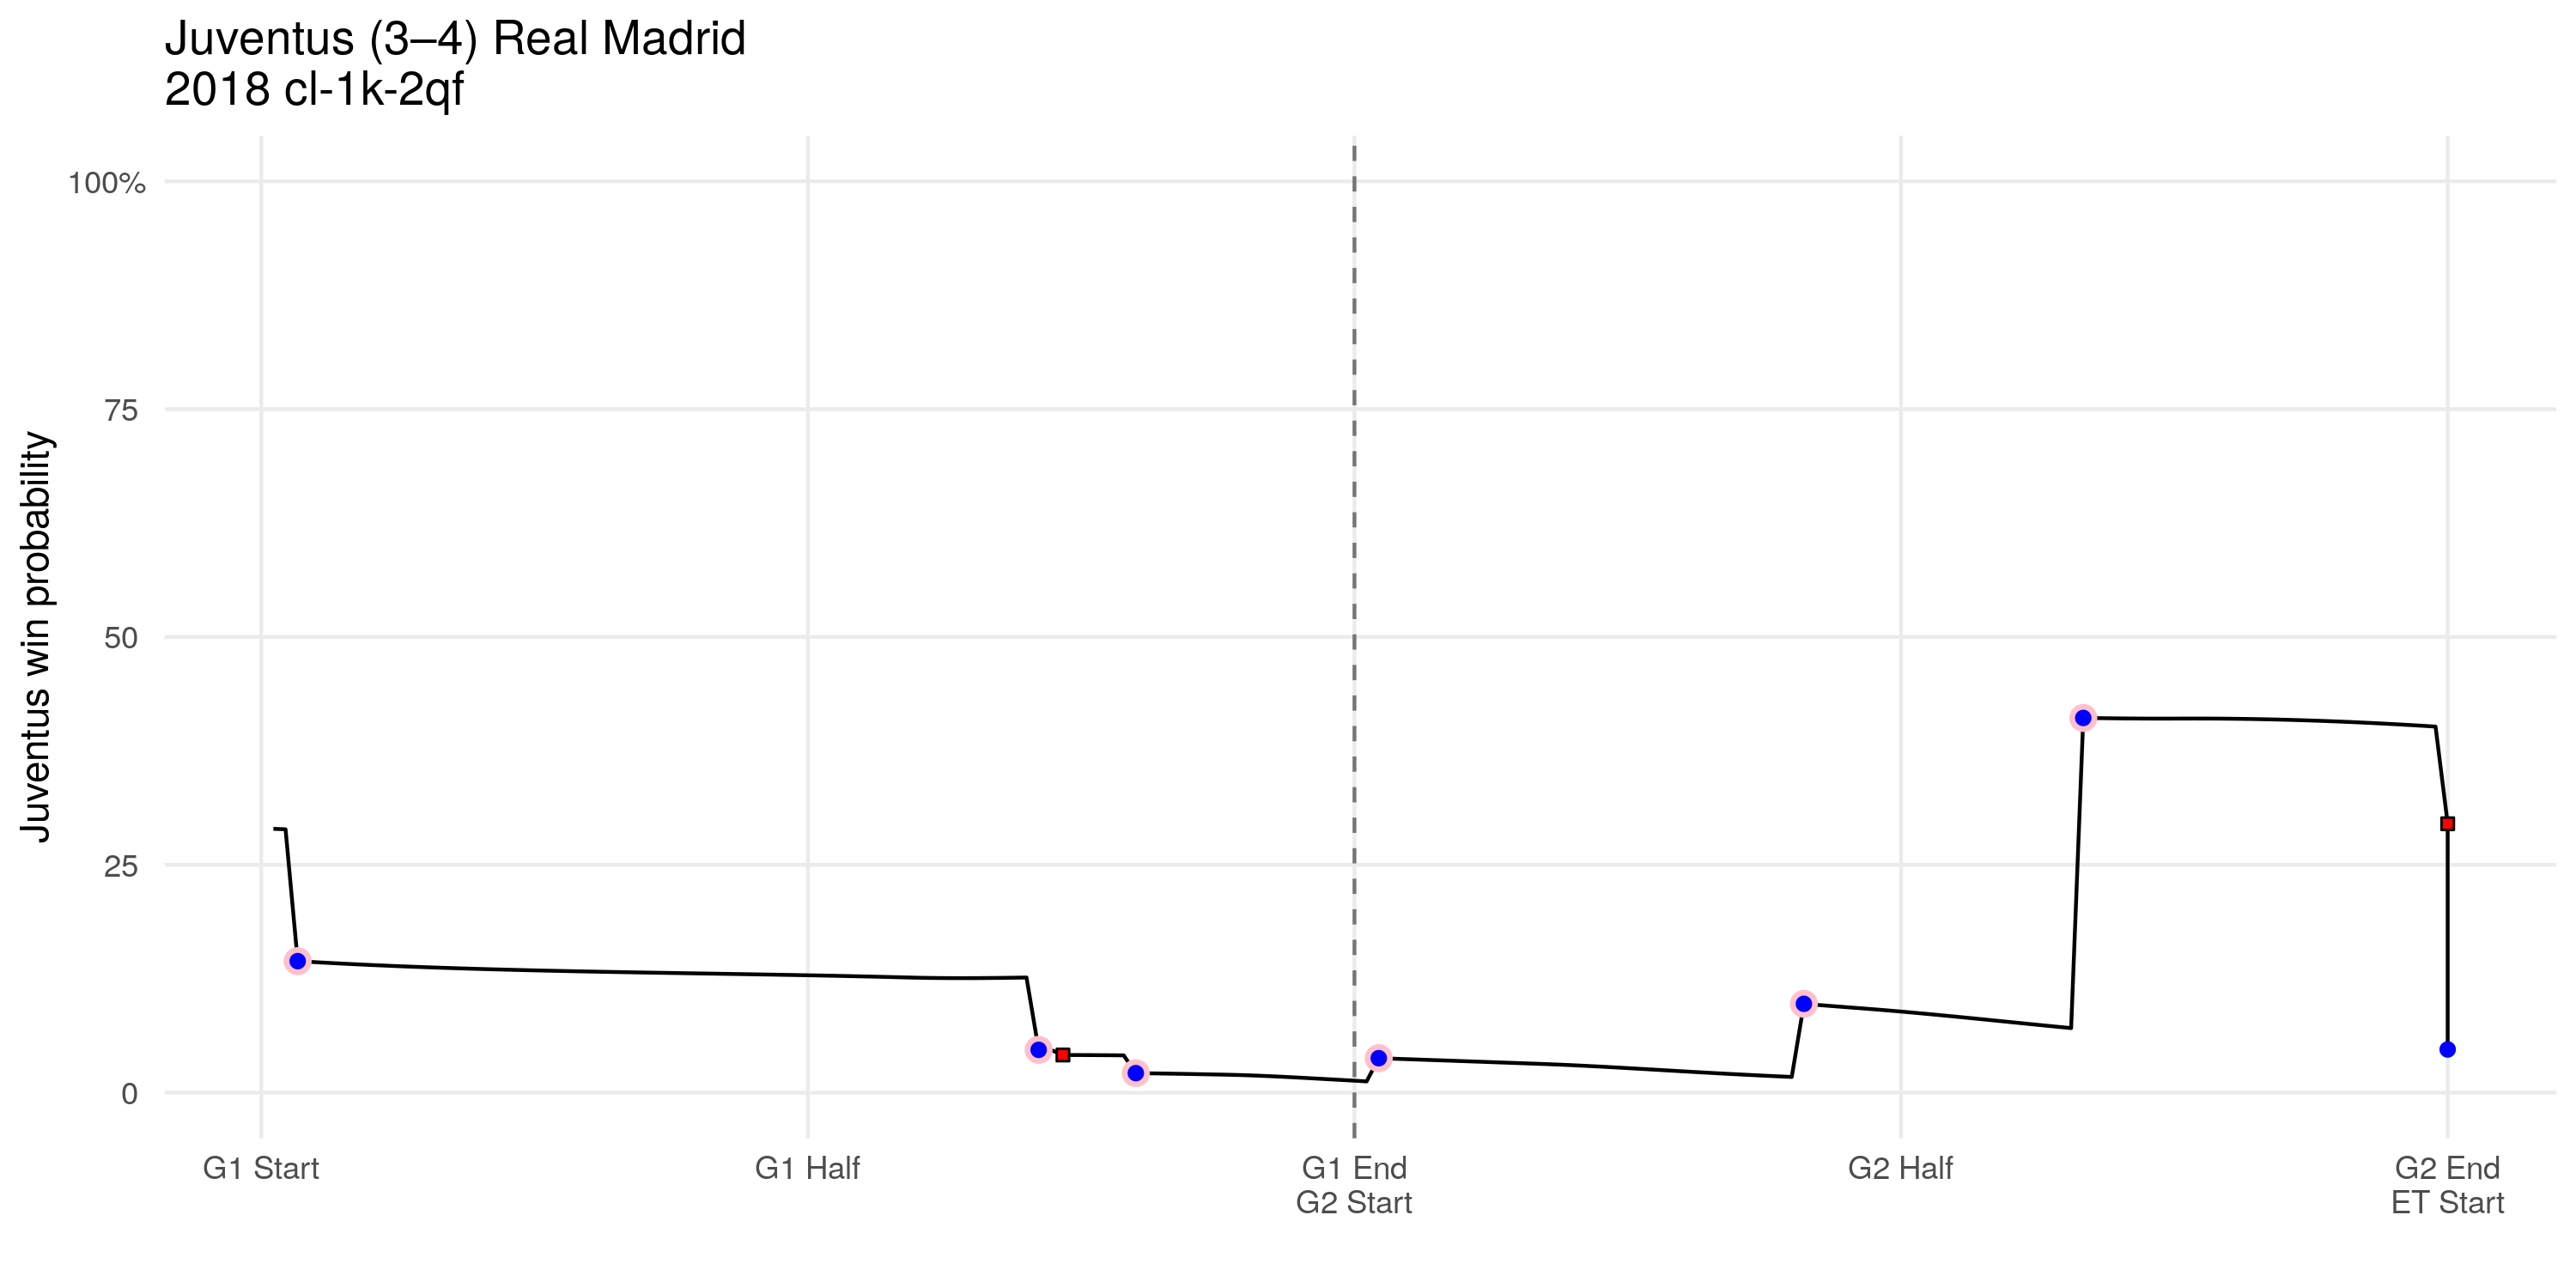 Juventus (3–4) Real Madrid
2018 cl-1k-2qf
Juventus win probability
100%
75
50
25
0
G1 Start
G1 Half
G1 End
G2 Start
G2 Half
G2 End
ET Start